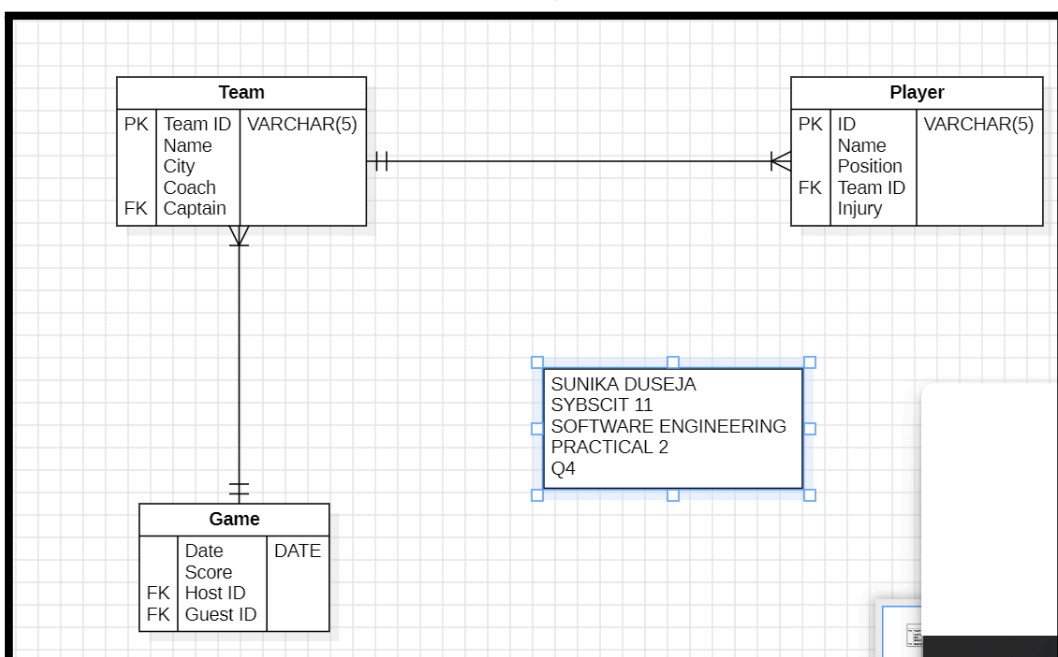 Team
PK Team ID VARCHAR(5)
Name
City
Coach
FK Captain
Player
PK ID VARCHAR(5)
Name
Position
FK Team ID
Injury
SUNIKA DUSEJA
SYBSCIT 11
SOFTWARE ENGINEERING
PRACTICAL 2
Q4
Game
Date DATE
Score
FK Host ID
FK Guest ID